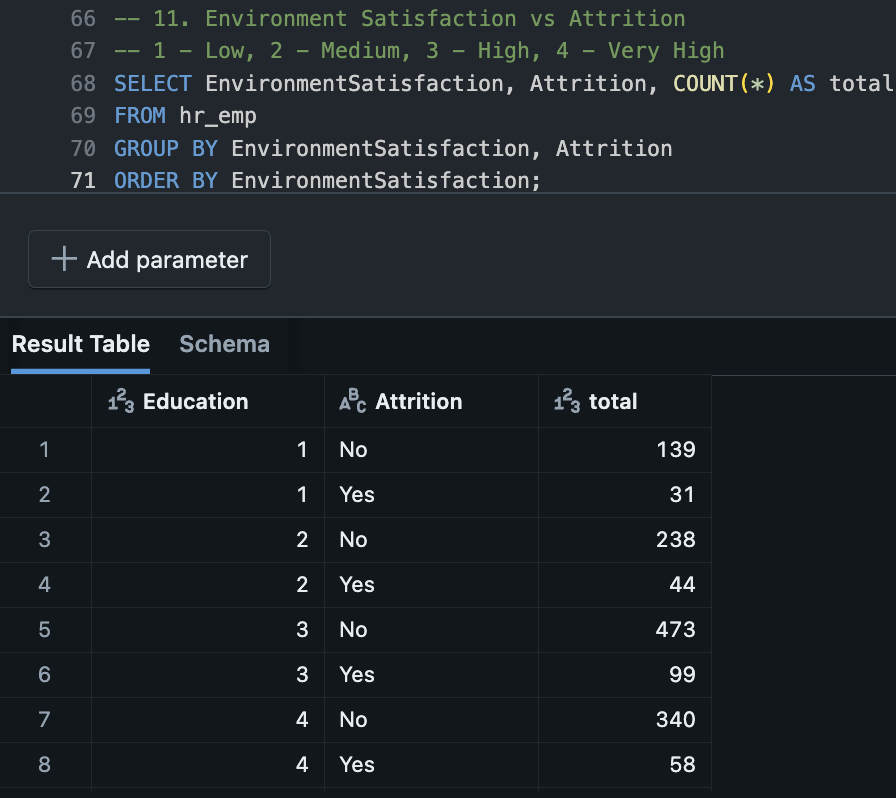 66 -- 11. Environment Satisfaction vs Attrition
67 -- 1 - Low, 2 - Medium, 3 - High, 4 - Very High
68 SELECT EnvironmentSatisfaction, Attrition, COUNT(*) AS total
69 FROM hr_emp
70 GROUP BY EnvironmentSatisfaction, Attrition
71 ORDER BY EnvironmentSatisfaction;
+ Add parameter
Result Table Schema
123 Education ABC Attrition 123 total
1 1 No 139
2 1 Yes 31
3 2 No 238
4 2 Yes 44
5 3 No 473
6 3 Yes 99
7 4 No 340
8 4 Yes 58